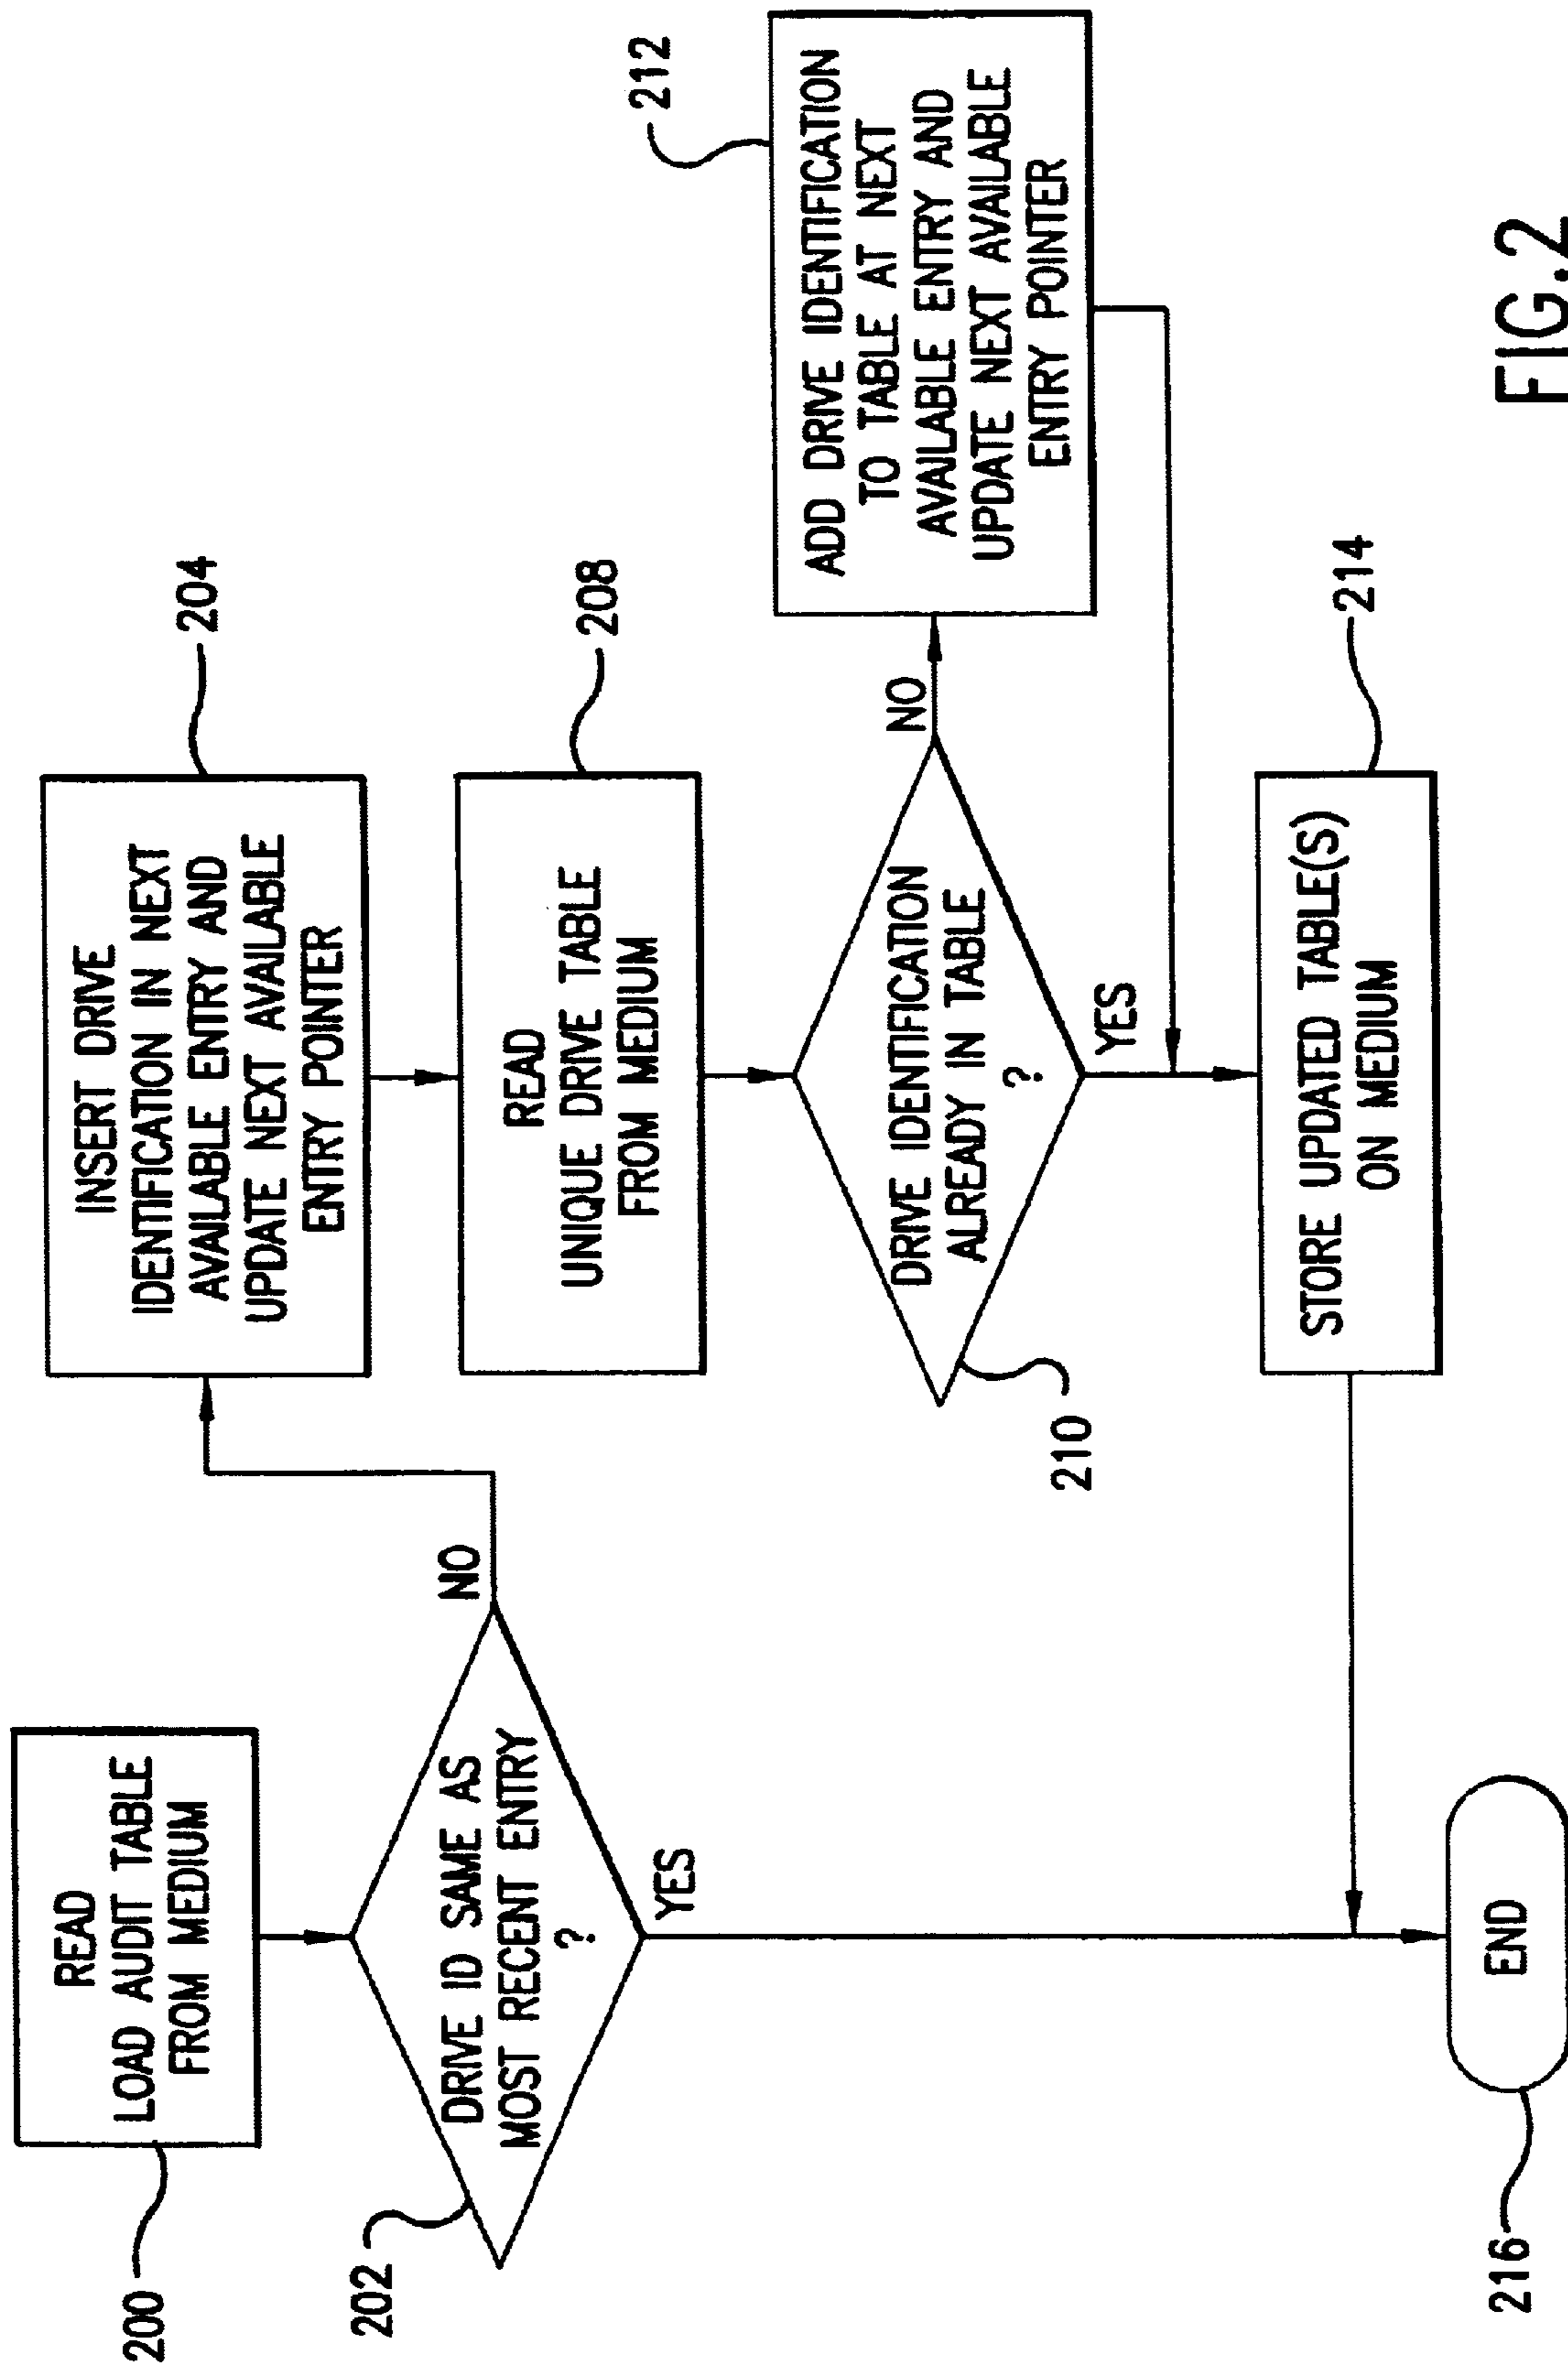 READ
LOAD AUDIT TABLE
FROM MEDIUM
200
DRIVE ID SAME AS
MOST RECENT ENTRY
?
202
NO
YES
INSERT DRIVE
IDENTIFICATION IN NEXT
AVAILABLE ENTRY AND
UPDATE NEXT AVAILABLE
ENTRY POINTER
204
READ
UNIQUE DRIVE TABLE
FROM MEDIUM
208
DRIVE IDENTIFICATION
ALREADY IN TABLE
?
210
NO
YES
ADD DRIVE IDENTIFICATION
TO TABLE AT NEXT
AVAILABLE ENTRY AND
UPDATE NEXT AVAILABLE
ENTRY POINTER
212
STORE UPDATED TABLE(S)
ON MEDIUM
214
END
216
FIG.2